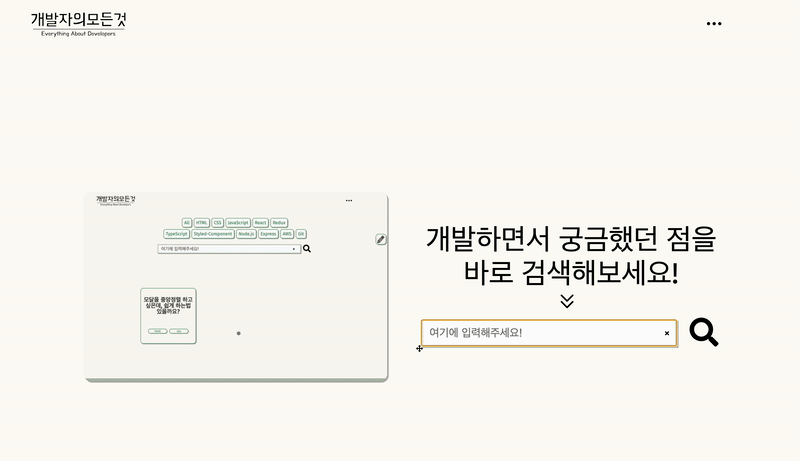 개발자의모든것
Everything About Developers
개발자의모든것
All HTML CSS JavaScript React Redux
TypeScript Styled-Component Node.js Express AWS Git
여기에 입력해주세요!
모달을 중앙정렬 하고
싶은데, 쉽게 하는법
있을까요?
개발하면서 궁금했던 점을
바로 검색해보세요!
여기에 입력해주세요!